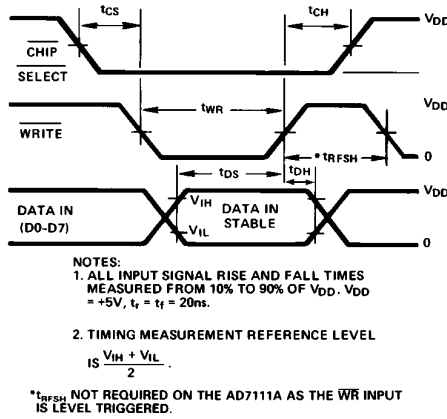 tCS
tCH
VDD
CHIP
SELECT
tWR
VDD
WRITE
* tRFSH
0
tDS
tDH
VIH
VDD
DATA IN
(D0-D7)
DATA IN
STABLE
VIL
0
NOTES:
1. ALL INPUT SIGNAL RISE AND FALL TIMES
MEASURED FROM 10% TO 90% OF VDD. VDD
= +5V, tr = tf = 20ns.
2. TIMING MEASUREMENT REFERENCE LEVEL
IS VIH + VIL
2 .
*tRFSH NOT REQUIRED ON THE AD7111A AS THE WR INPUT
IS LEVEL TRIGGERED.